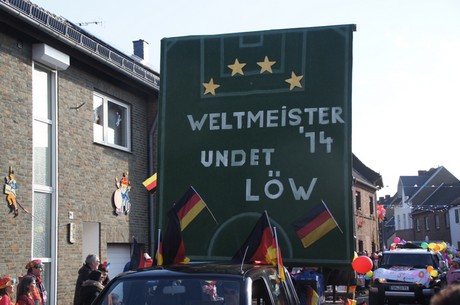 WELTMEISTER
'14
UNDET
LÖW